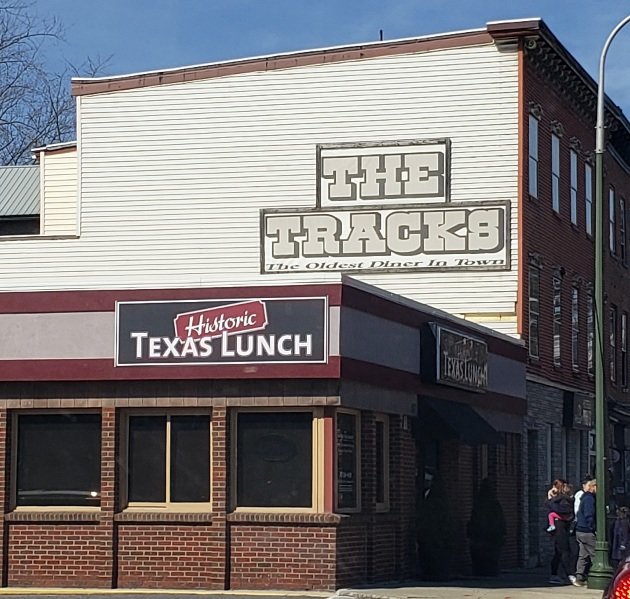 THE
TRACKS
The Oldest Diner In Town
Historic
TEXAS LUNCH
TEXAS LUNCH